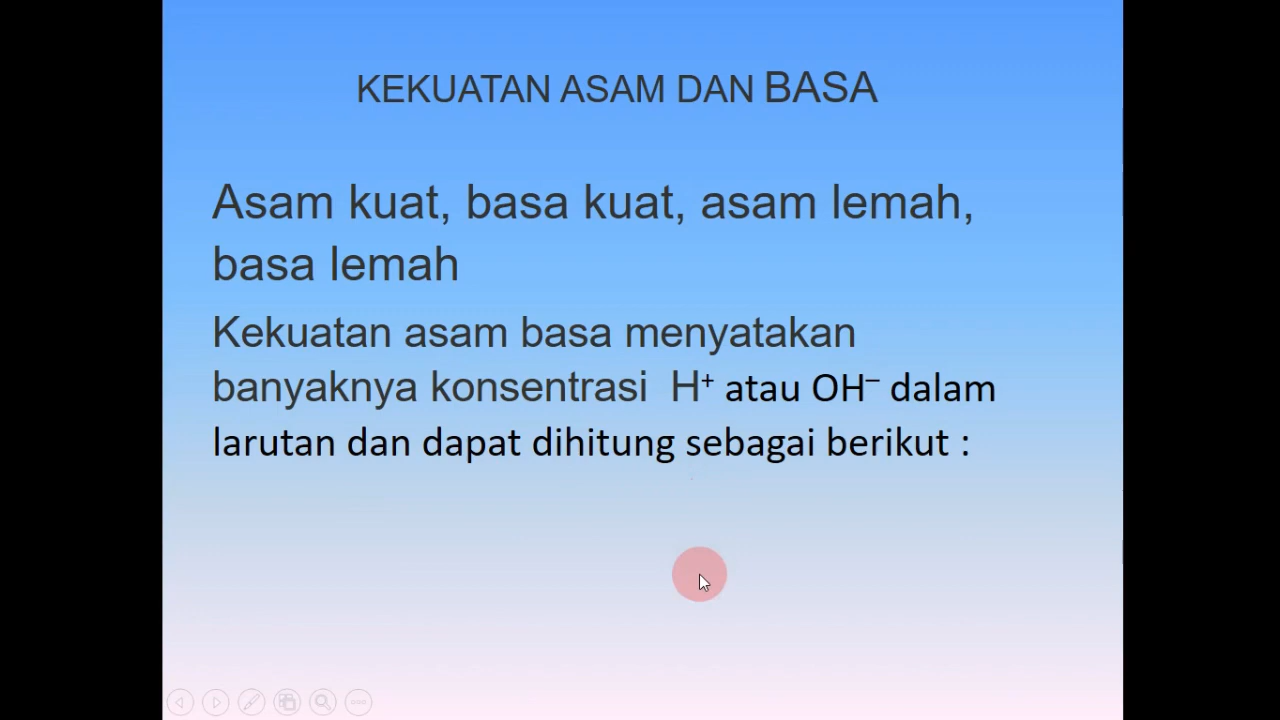 KEKUATAN ASAM DAN BASA
Asam kuat, basa kuat, asam lemah,
basa lemah
Kekuatan asam basa menyatakan
banyaknya konsentrasi H⁺ atau OH⁻ dalam
larutan dan dapat dihitung sebagai berikut :